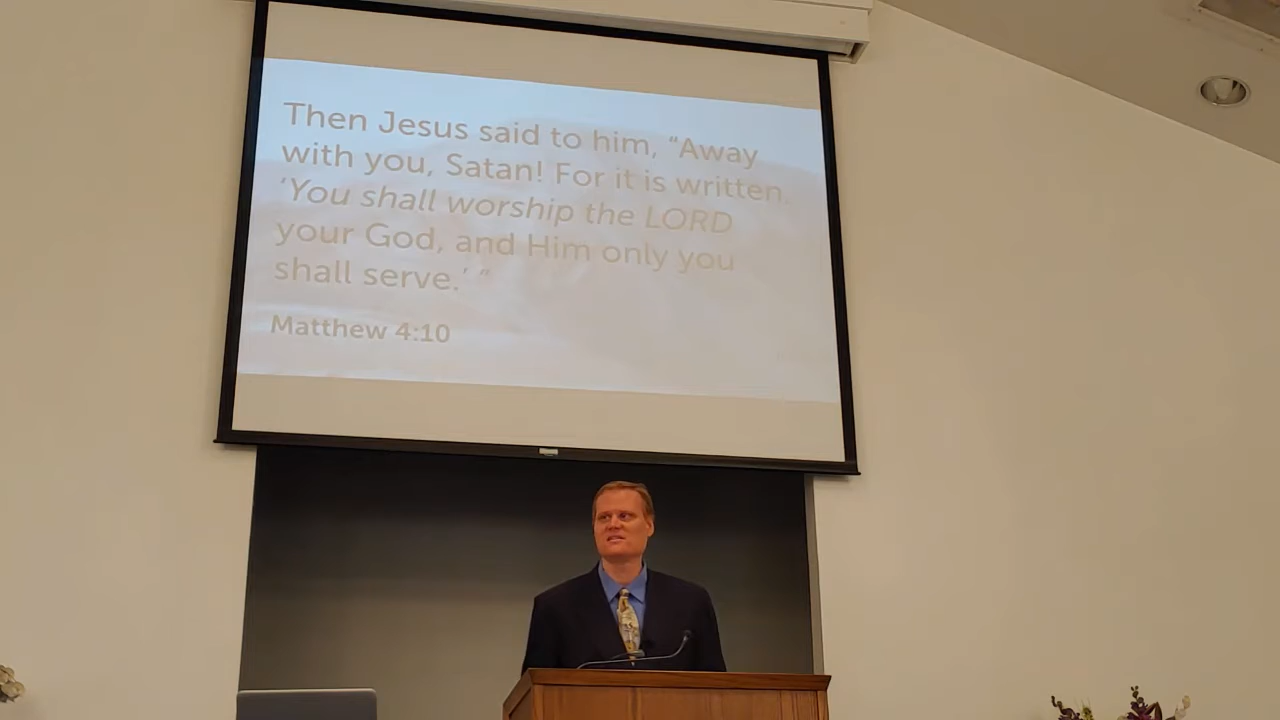 Then Jesus said to him, “Away
with you, Satan! For it is written,
‘You shall worship the LORD
your God, and Him only you
shall serve.’ ”
Matthew 4:10